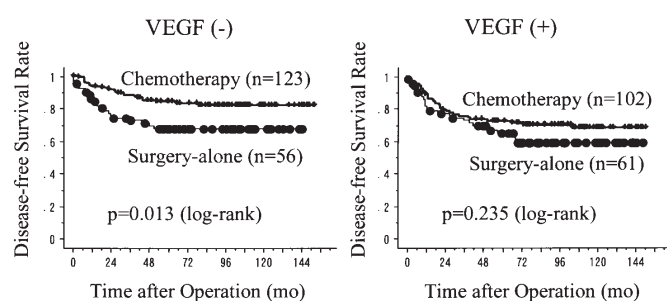 VEGF (-)
Disease-free Survival Rate
1
. 8
. 6
. 4
. 2
0
Chemotherapy (n=123)
Surgery-alone (n=56)
p=0.013 (log-rank)
0 24 48 72 96 120 144
Time after Operation (mo)
VEGF (+)
Disease-free Survival Rate
1
. 8
. 6
. 4
. 2
0
Chemotherapy (n=102)
Surgery-alone (n=61)
p=0.235 (log-rank)
0 24 48 72 96 120 144
Time after Operation (mo)